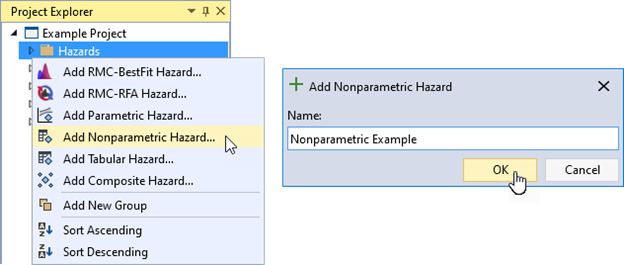 Project Explorer
Example Project
Hazards
Add RMC-BestFit Hazard...
Add RMC-RFA Hazard...
Add Parametric Hazard...
Add Nonparametric Hazard...
Add Tabular Hazard...
Add Composite Hazard...
Add New Group
Sort Ascending
Sort Descending
Add Nonparametric Hazard
Name:
Nonparametric Example
OK
Cancel